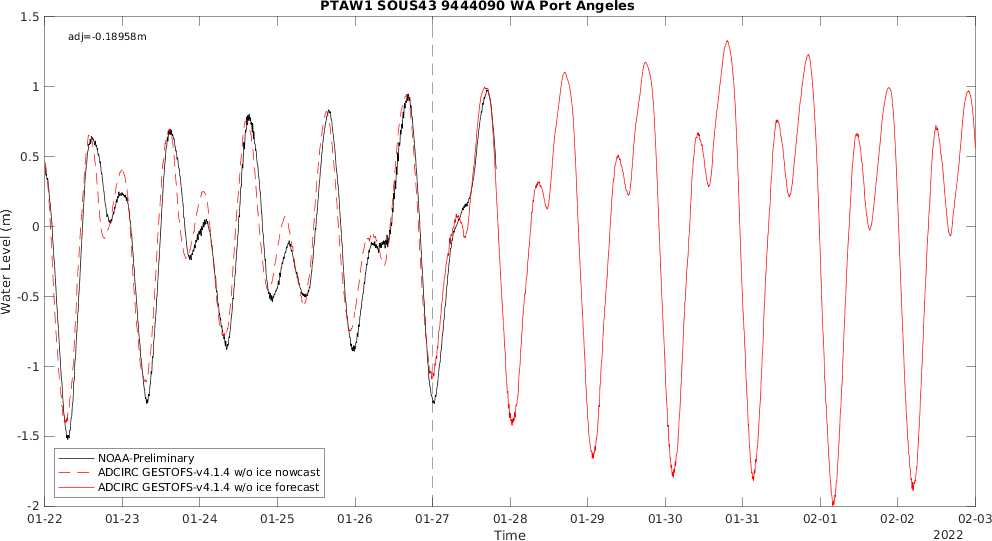 PTAW1 SOUS43 9444090 WA Port Angeles
adj=-0.18958m
1.5
1
0.5
0
-0.5
-1
-1.5
-2
Water Level (m)
NOAA-Preliminary
ADCIRC GESTOFS-v4.1.4 w/o ice nowcast
ADCIRC GESTOFS-v4.1.4 w/o ice forecast
01-22 01-23 01-24 01-25 01-26 01-27 01-28 01-29 01-30 01-31 02-01 02-02 02-03
Time
2022